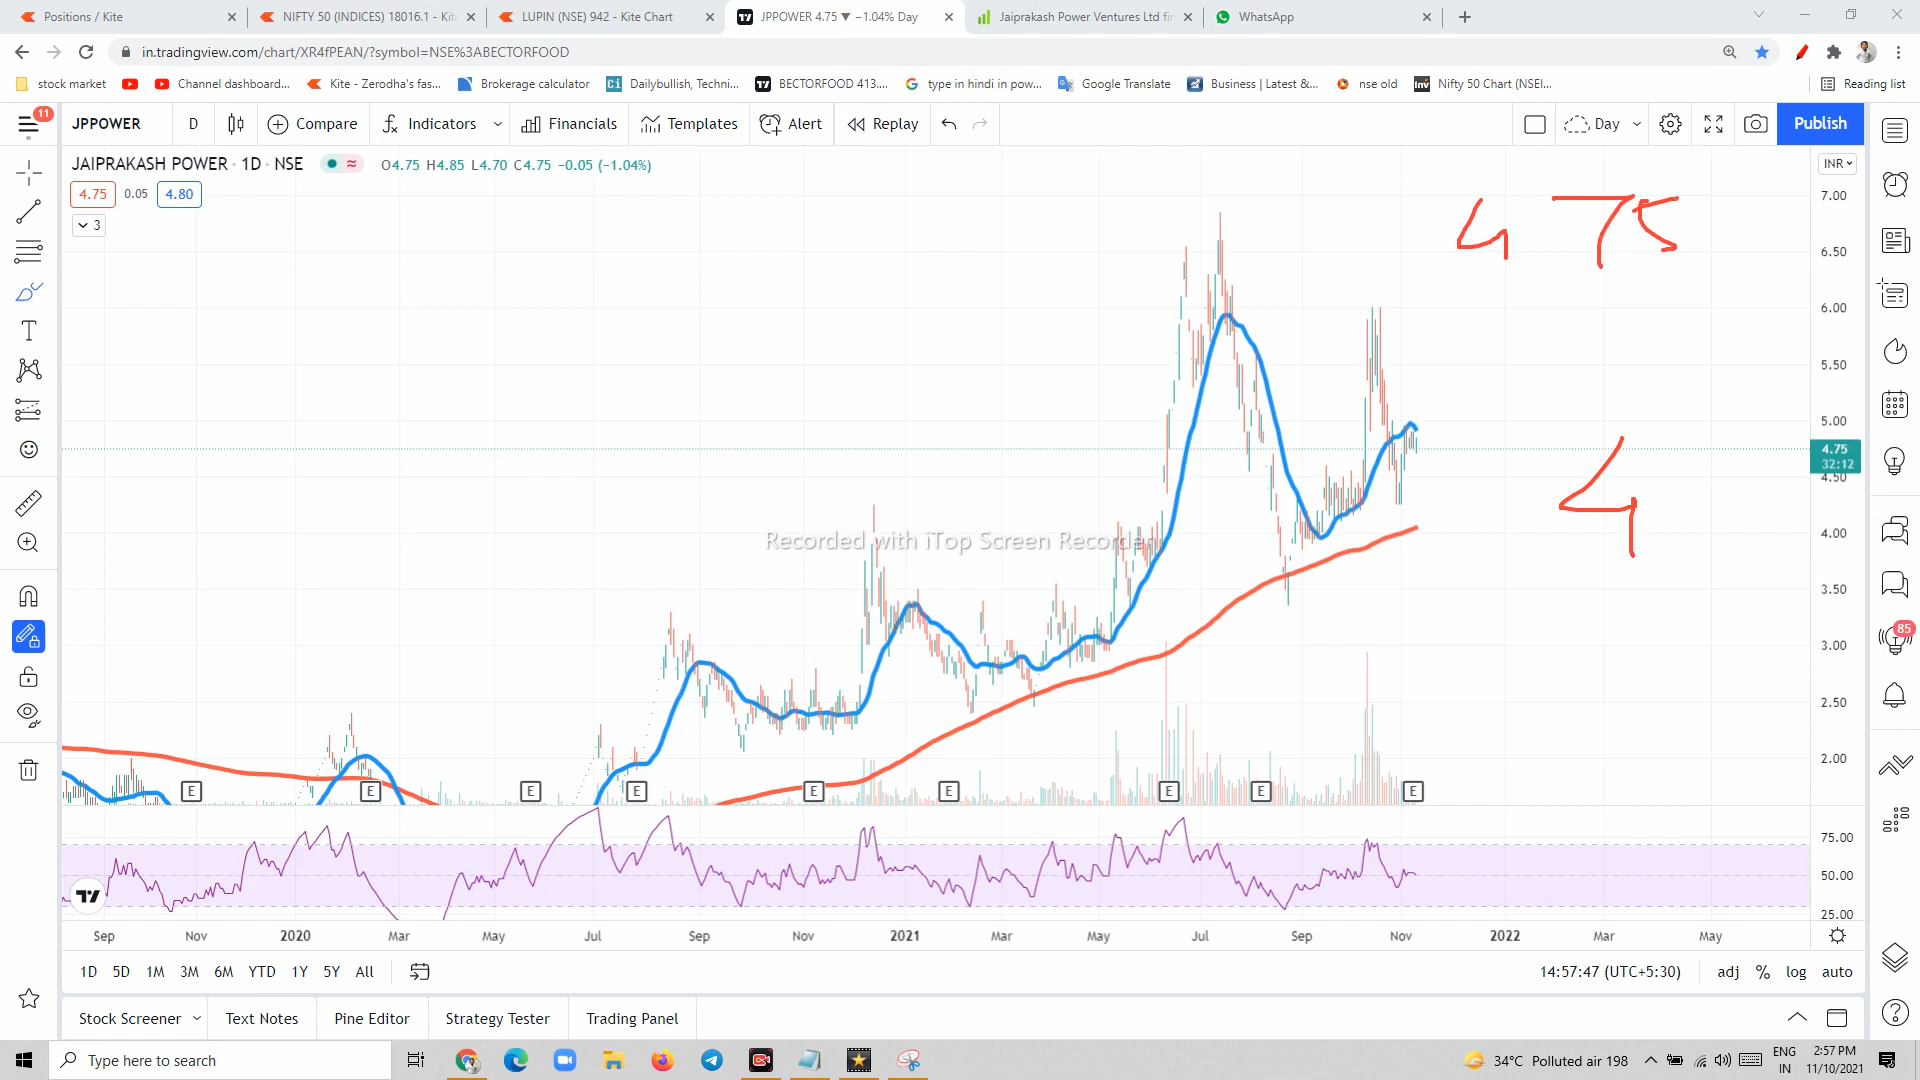 Positions / Kite
NIFTY 50 (INDICES) 18016.1 - Kite
LUPIN (NSE) 942 - Kite Chart
JPPOWER 4.75 ▼ −1.04% Day
Jaiprakash Power Ventures Ltd fir
WhatsApp
in.tradingview.com/chart/XR4fPEAN/?symbol=NSE%3ABECTORFOOD
stock market
Channel dashboard...
Kite - Zerodha's fas...
Brokerage calculator
Dailybullish, Techni...
BECTORFOOD 413....
type in hindi in pow...
Google Translate
Business | Latest &...
nse old
Nifty 50 Chart (NSEI...
Reading list
11
JPPOWER
D
Compare
Indicators
Financials
Templates
Alert
Replay
Day
Publish
JAIPRAKASH POWER · 1D · NSE
O4.75 H4.85 L4.70 C4.75 −0.05 (−1.04%)
INR
4.75 0.05 4.80
3
4 75
4
7.00
6.50
6.00
5.50
5.00
4.75
32:12
4.50
4.00
3.50
3.00
2.50
2.00
Recorded with iTop Screen Recorder
85
E E E E E E E E E
75.00
50.00
25.00
Sep Nov 2020 Mar May Jul Sep Nov 2021 Mar May Jul Sep Nov 2022 Mar May
1D 5D 1M 3M 6M YTD 1Y 5Y All
14:57:47 (UTC+5:30)
adj % log auto
Stock Screener
Text Notes
Pine Editor
Strategy Tester
Trading Panel
Type here to search
34°C Polluted air 198
ENG
IN
2:57 PM
11/10/2021